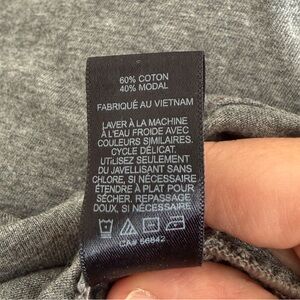 60% COTON
40% MODAL
FABRIQUÉ AU VIETNAM
LAVER À LA MACHINE
À L'EAU FROIDE AVEC
COULEURS SIMILAIRES.
CYCLE DÉLICAT.
UTILISEZ SEULEMENT
DU JAVELLISANT SANS
CHLORE, SI NÉCESSAIRE
ÉTENDRE À PLAT POUR
SÉCHER, REPASSAGE
DOUX, SI NÉCESSAIRE
CA# 56842